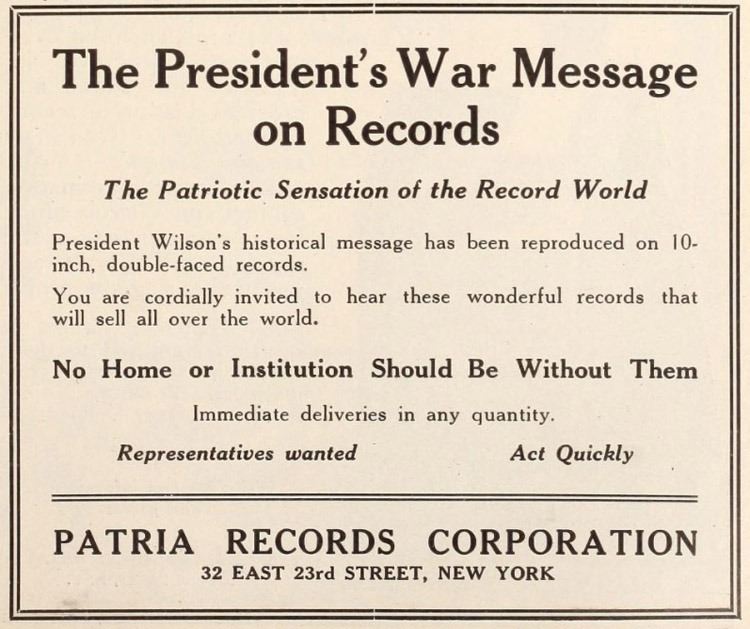 The President's War Message
on Records
The Patriotic Sensation of the Record World
President Wilson's historical message has been reproduced on 10-
inch, double-faced records.
You are cordially invited to hear these wonderful records that
will sell all over the world.
No Home or Institution Should Be Without Them
Immediate deliveries in any quantity.
Representatives wanted Act Quickly
PATRIA RECORDS CORPORATION
32 EAST 23rd STREET, NEW YORK